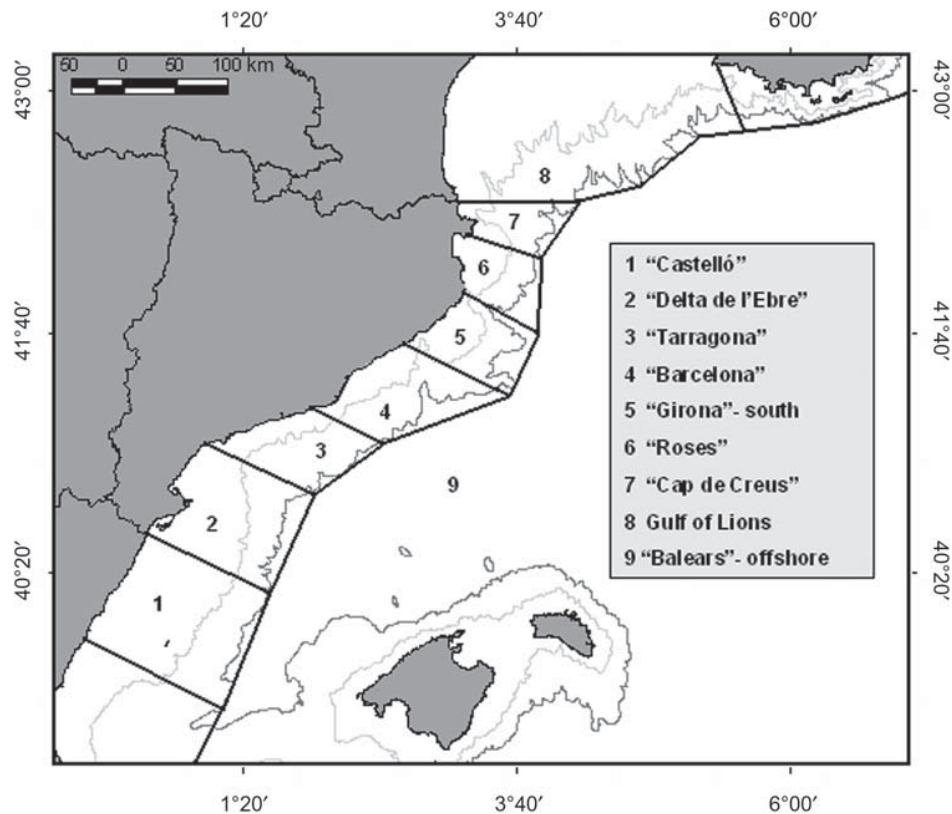 1°20′ 3°40′ 6°00′
50 0 50 100 km
43°00′ 43°00′
8
7
6
5
4
3
9
2
1
1 “Castelló”
2 “Delta de l’Ebre”
3 “Tarragona”
4 “Barcelona”
5 “Girona”- south
6 “Roses”
7 “Cap de Creus”
8 Gulf of Lions
9 “Balears”- offshore
41°40′ 41°40′
40°20′ 40°20′
1°20′ 3°40′ 6°00′